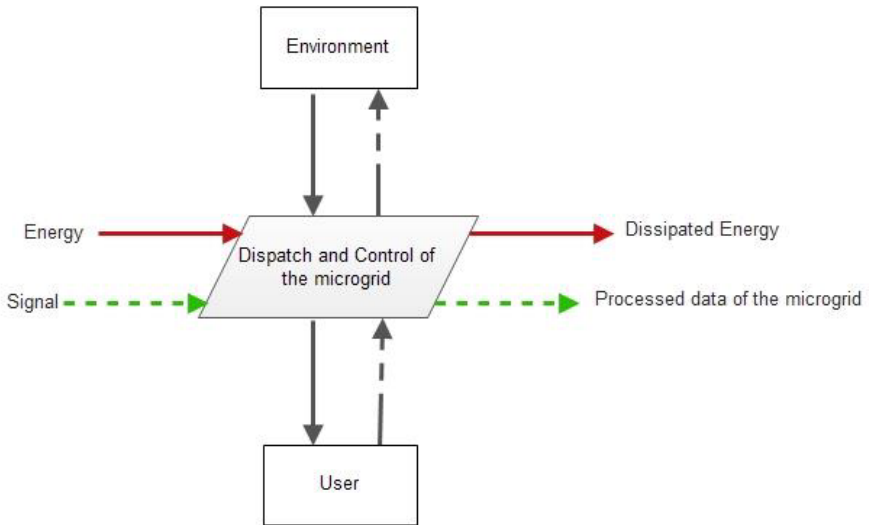 Environment
Energy
Dissipated Energy
Dispatch and Control of
the microgrid
Signal
Processed data of the microgrid
User